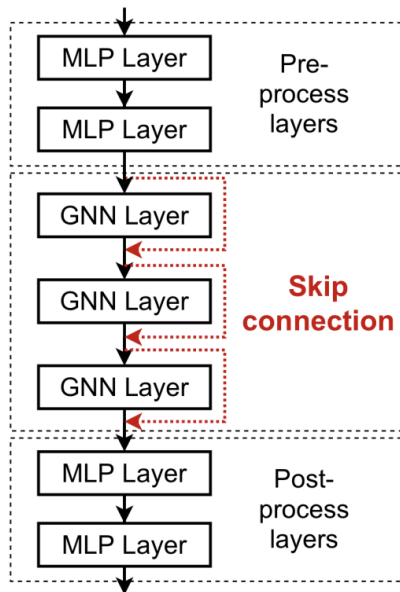 MLP Layer
MLP Layer
Pre-
process
layers
GNN Layer
GNN Layer
GNN Layer
Skip
connection
MLP Layer
MLP Layer
Post-
process
layers